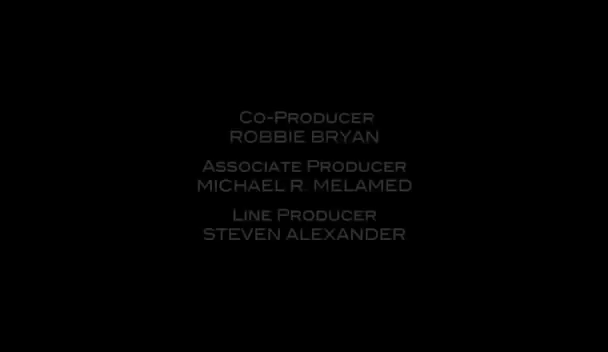 Co-Producer
ROBBIE BRYAN
Associate Producer
MICHAEL R. MELAMED
Line Producer
STEVEN ALEXANDER